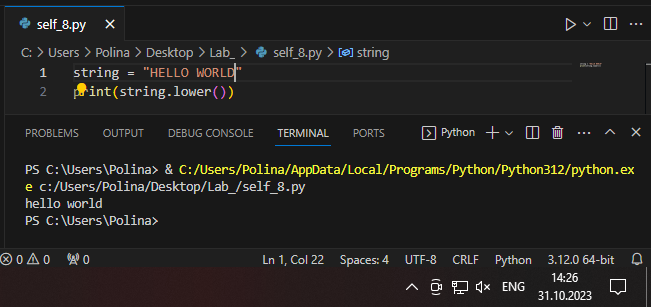 self_8.py
C: > Users > Polina > Desktop > Lab_ > self_8.py > string
1 string = "HELLO WORLD"
2 print(string.lower())
PROBLEMS OUTPUT DEBUG CONSOLE TERMINAL PORTS Python
PS C:\Users\Polina> & C:/Users/Polina/AppData/Local/Programs/Python/Python312/python.ex
e c:/Users/Polina/Desktop/Lab_/self_8.py
hello world
PS C:\Users\Polina>
0 0 0 Ln 1, Col 22 Spaces: 4 UTF-8 CRLF Python 3.12.0 64-bit
ENG 14:26
31.10.2023